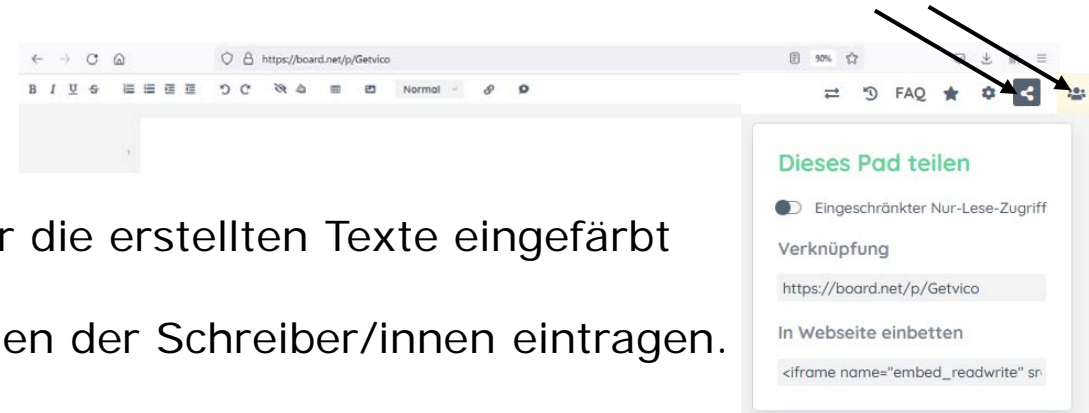 https://board.net/p/Getvico 90%
B I U S Normal FAQ
1
Dieses Pad teilen
Eingeschränkter Nur-Lese-Zugriff
r die erstellten Texte eingefärbt
Verknüpfung
https://board.net/p/Getvico
en der Schreiber/innen eintragen.
In Webseite einbetten
<iframe name="embed_readwrite" sr